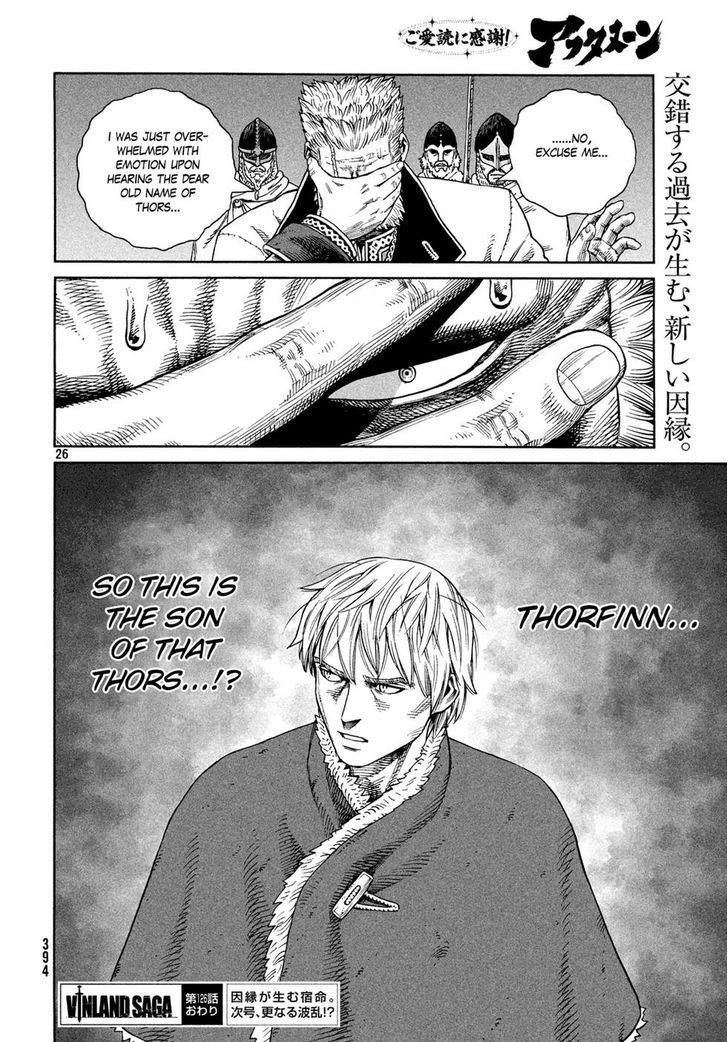 ご愛読に感謝!
アフタヌーン
交錯する過去が生む、新しい因縁。
......NO,
EXCUSE ME...
I WAS JUST OVER-
WHELMED WITH
EMOTION UPON
HEARING THE DEAR
OLD NAME OF
THORS...
26
THORFINN...
SO THIS IS
THE SON
OF THAT
THORS...!?
394
VINLAND SAGA
第126話
おわり
因縁が生む宿命。
次号、更なる波乱!?